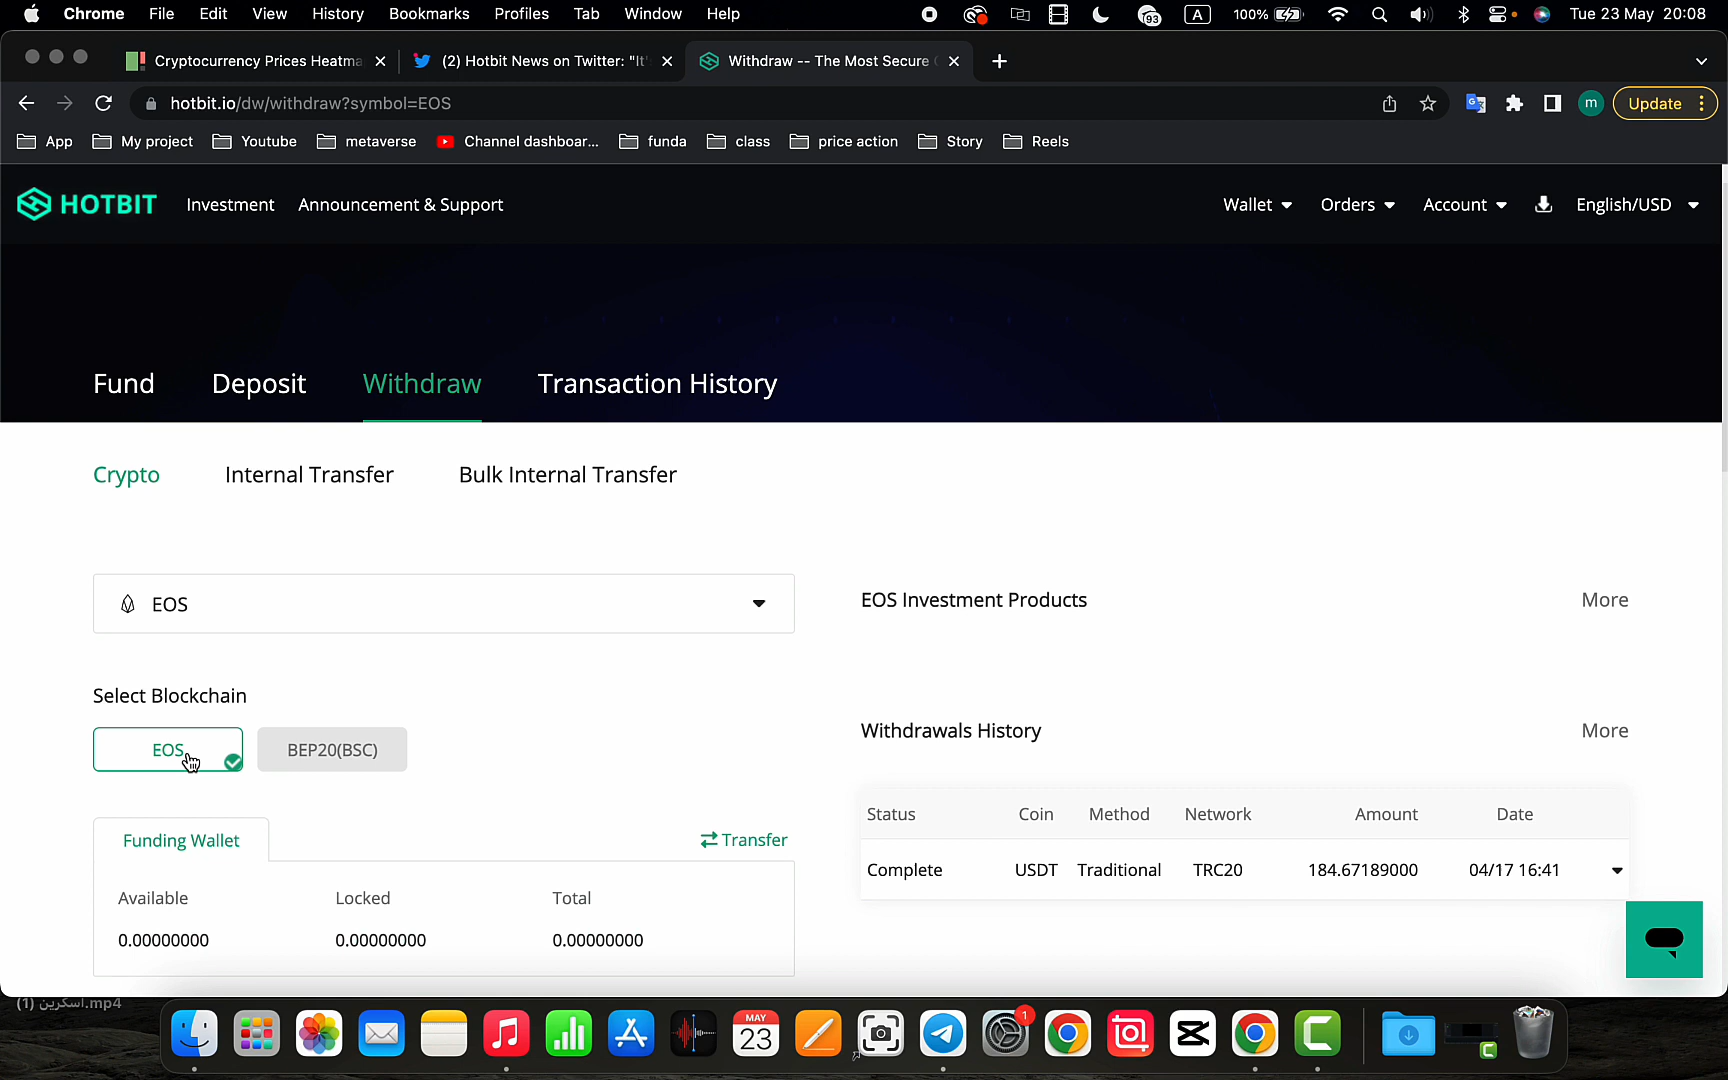 Chrome File Edit View History Bookmarks Profiles Tab Window Help 93 A 100% Tue 23 May 20:08
Cryptocurrency Prices Heatma (2) Hotbit News on Twitter: "It' Withdraw -- The Most Secure
hotbit.io/dw/withdraw?symbol=EOS m Update
App My project Youtube metaverse Channel dashboar... funda class price action Story Reels
HOTBIT Investment Announcement & Support Wallet Orders Account English/USD
Fund Deposit Withdraw Transaction History
Crypto Internal Transfer Bulk Internal Transfer
EOS
EOS Investment Products More
Select Blockchain
EOS BEP20(BSC)
Withdrawals History More
Status Coin Method Network Amount Date
Complete USDT Traditional TRC20 184.67189000 04/17 16:41
Funding Wallet Transfer
Available Locked Total
0.00000000 0.00000000 0.00000000
(1) اسکرین.mp4
MAY
23
1